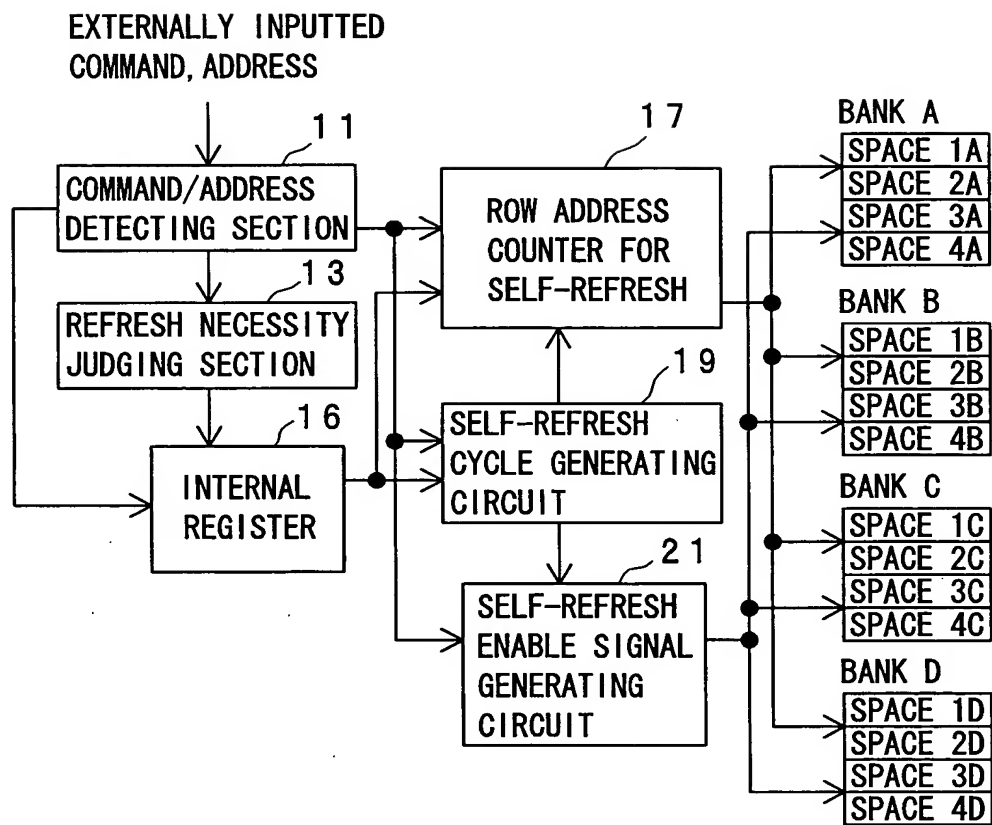 EXTERNALLY INPUTTED
COMMAND, ADDRESS
11
COMMAND/ADDRESS
DETECTING SECTION
13
REFRESH NECESSITY
JUDGING SECTION
16
INTERNAL
REGISTER
17
ROW ADDRESS
COUNTER FOR
SELF-REFRESH
19
SELF-REFRESH
CYCLE GENERATING
CIRCUIT
21
SELF-REFRESH
ENABLE SIGNAL
GENERATING
CIRCUIT
BANK A
SPACE 1A
SPACE 2A
SPACE 3A
SPACE 4A
BANK B
SPACE 1B
SPACE 2B
SPACE 3B
SPACE 4B
BANK C
SPACE 1C
SPACE 2C
SPACE 3C
SPACE 4C
BANK D
SPACE 1D
SPACE 2D
SPACE 3D
SPACE 4D